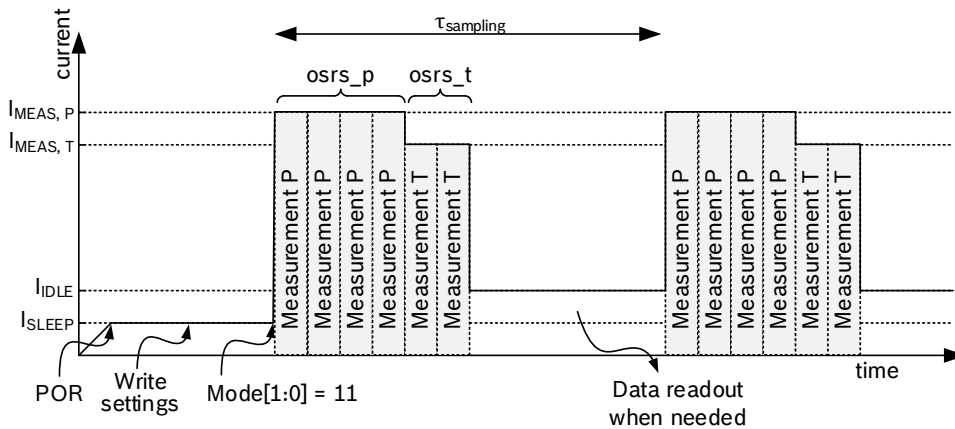 τsampling
current
osrs_p
osrs_t
IMEAS, P
IMEAS, T
Measurement P
Measurement P
Measurement P
Measurement P
Measurement T
Measurement T
Measurement P
Measurement P
Measurement P
Measurement P
Measurement T
Measurement T
IIDLE
ISLEEP
time
POR
Write
settings
Mode[1:0] = 11
Data readout
when needed